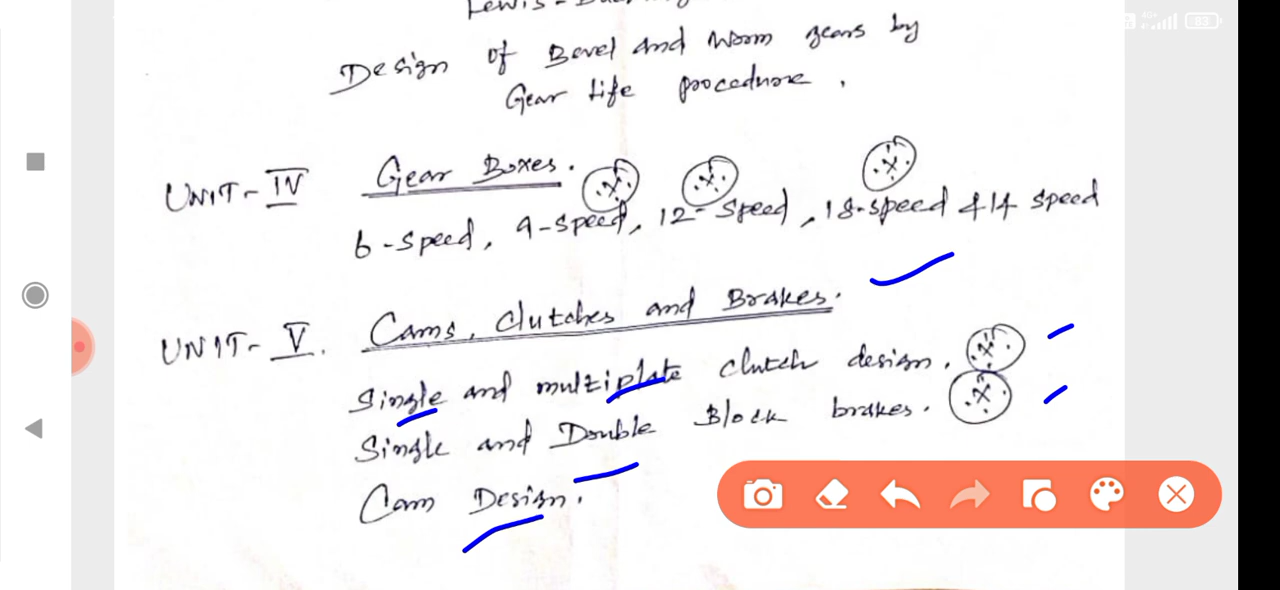 Design of Bevel and Worm gears by
Gear Life procedure.
UNIT-IV Gear Boxes.
6-speed, 9-speed, 12-speed, 18-speed & 14 speed
UNIT-V. Cams, Clutches and Brakes.
Single and multiplate clutch design.
Single and Double Block brakes.
Cam Design.
83